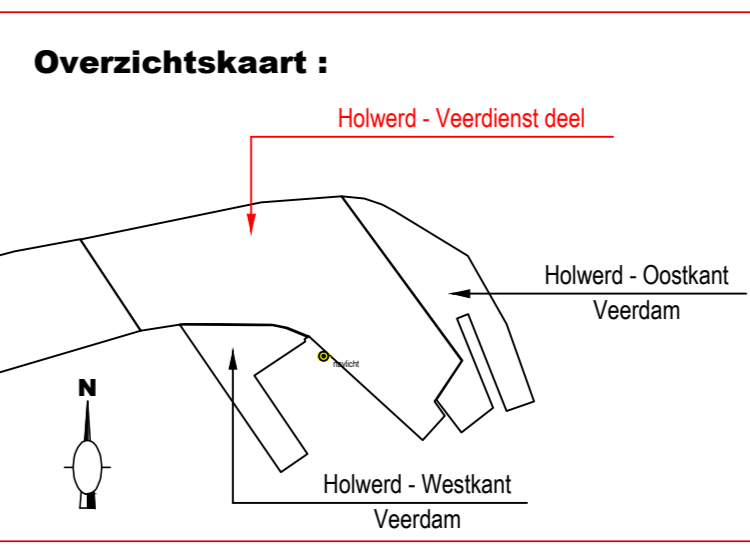 Overzichtskaart :
Holwerd - Veerdienst deel
Holwerd - Oostkant
Veerdam
havlicht
N
Holwerd - Westkant
Veerdam